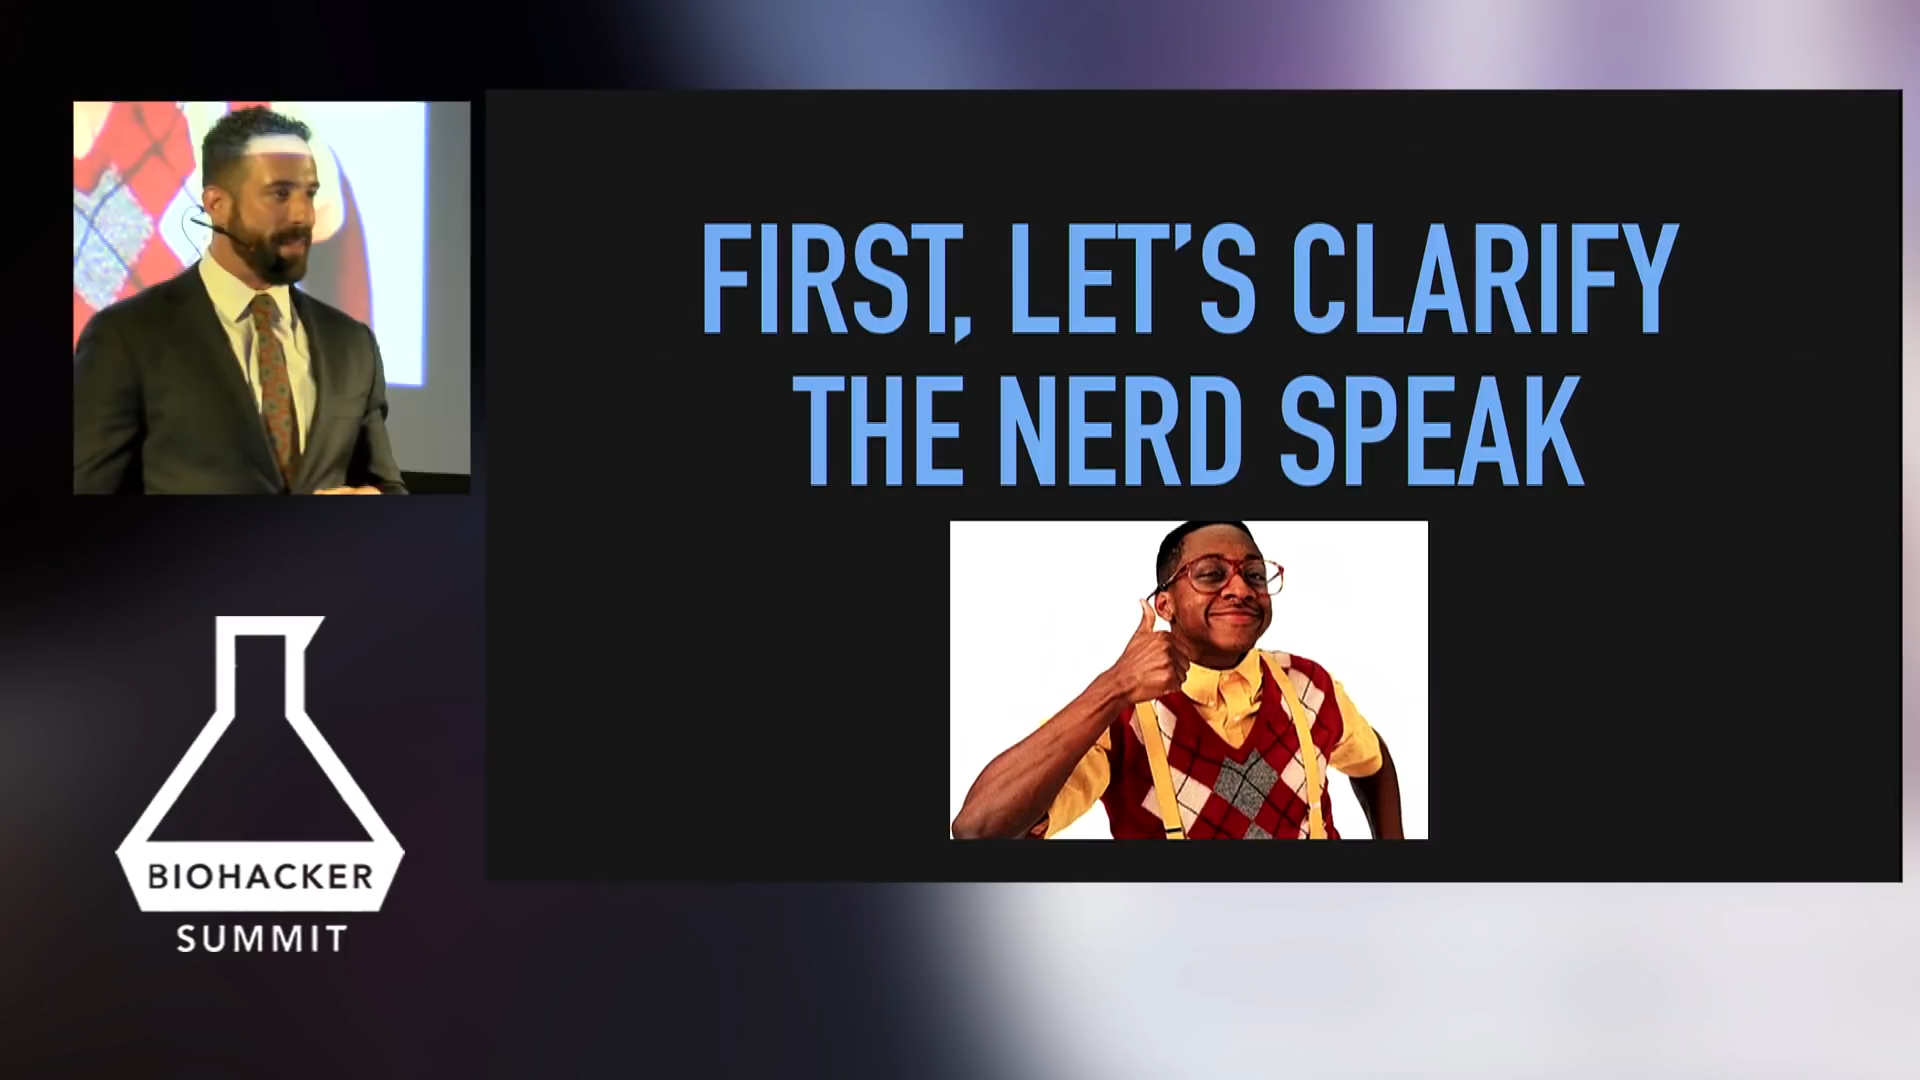 FIRST, LET'S CLARIFY
THE NERD SPEAK
BIOHACKER
SUMMIT